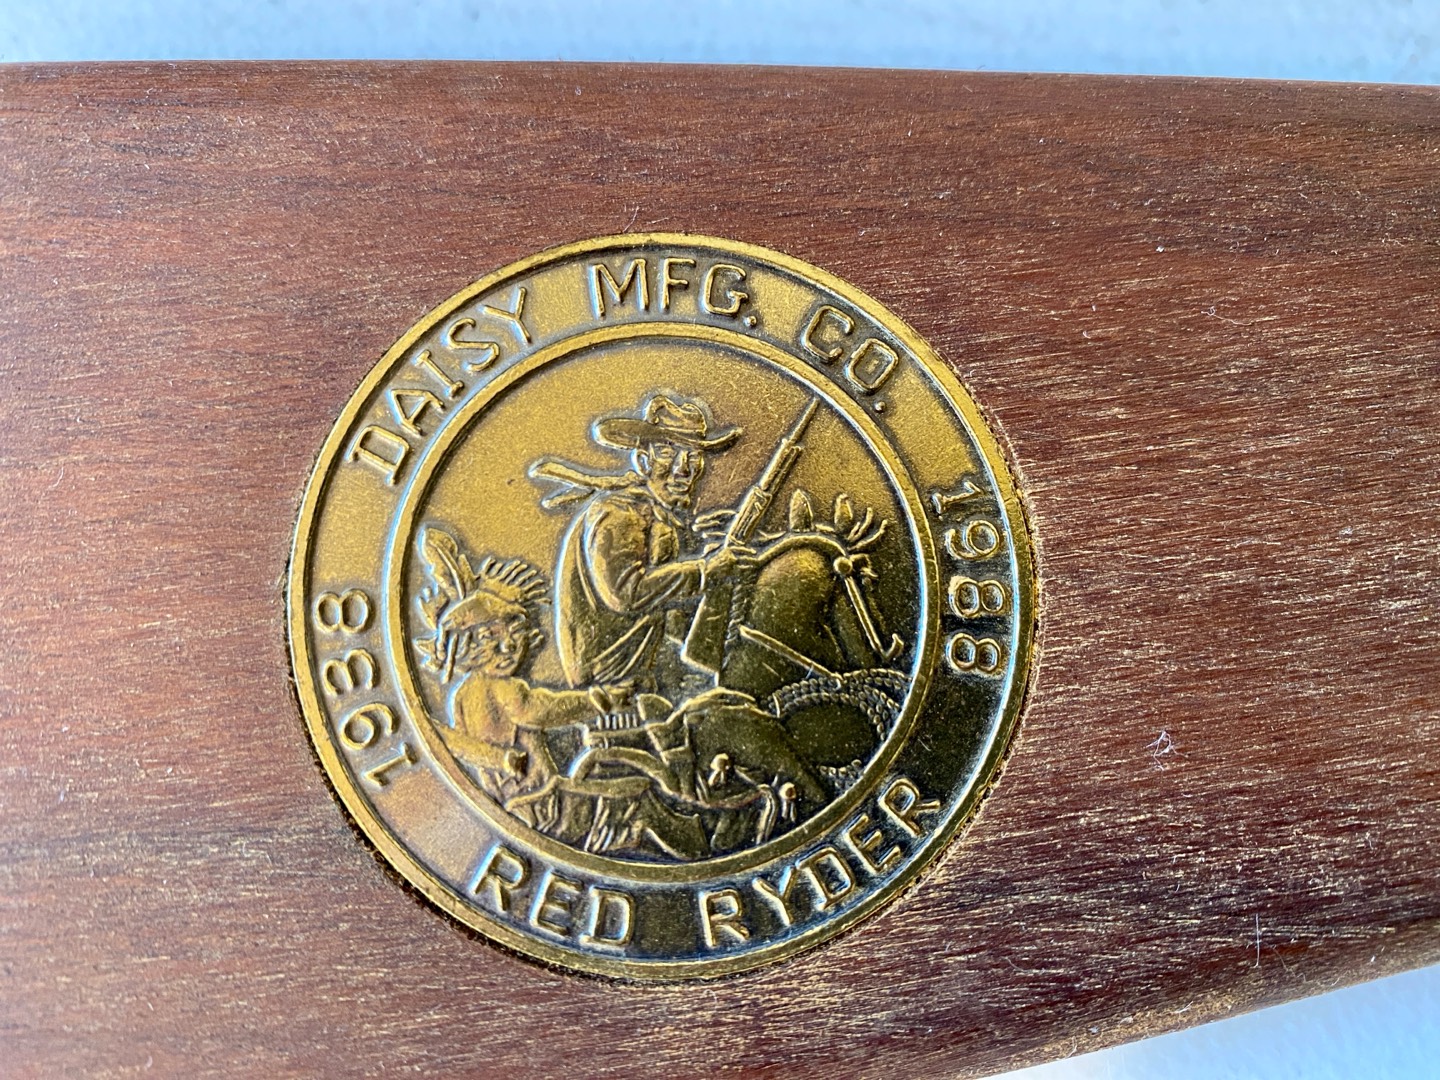 DAISY MFG. CO.
1938
1988
RED RYDER